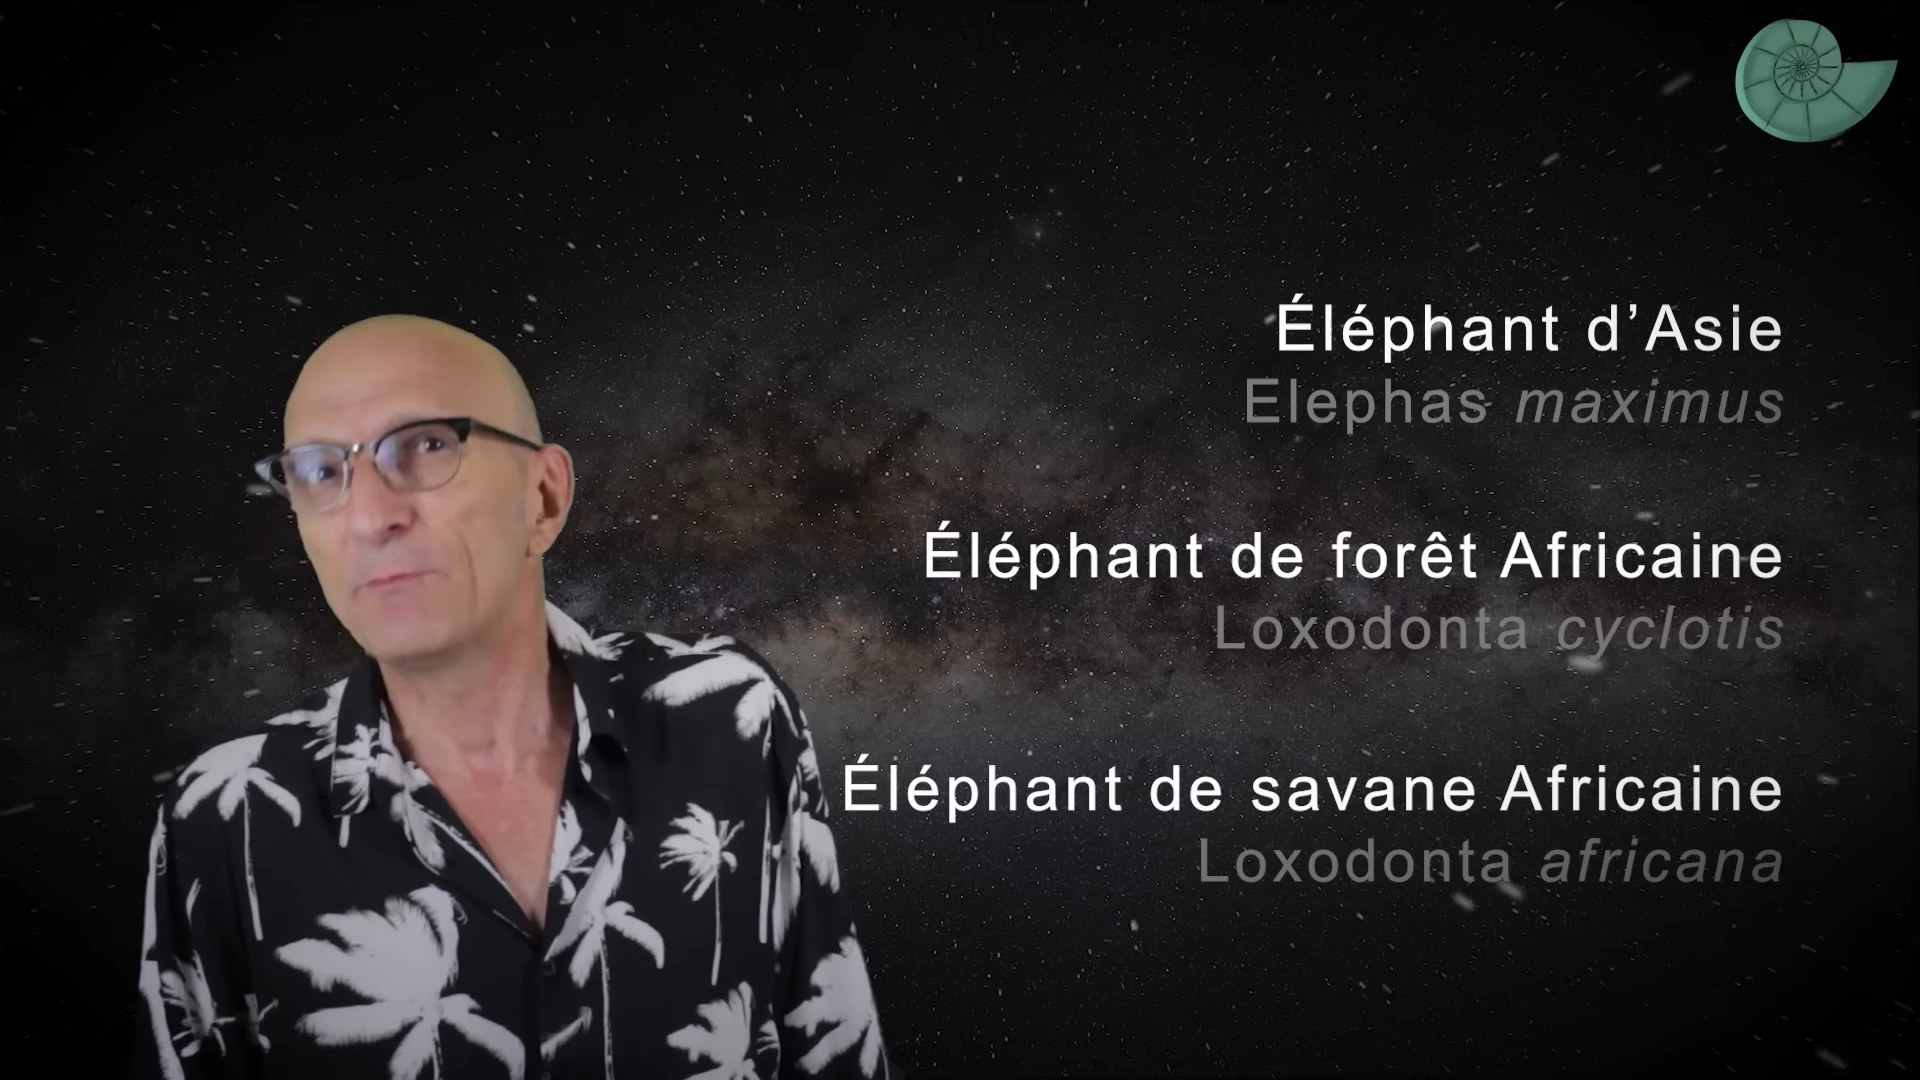 Éléphant d’Asie
Elephas maximus
Éléphant de forêt Africaine
Loxodonta cyclotis
Éléphant de savane Africaine
Loxodonta africana